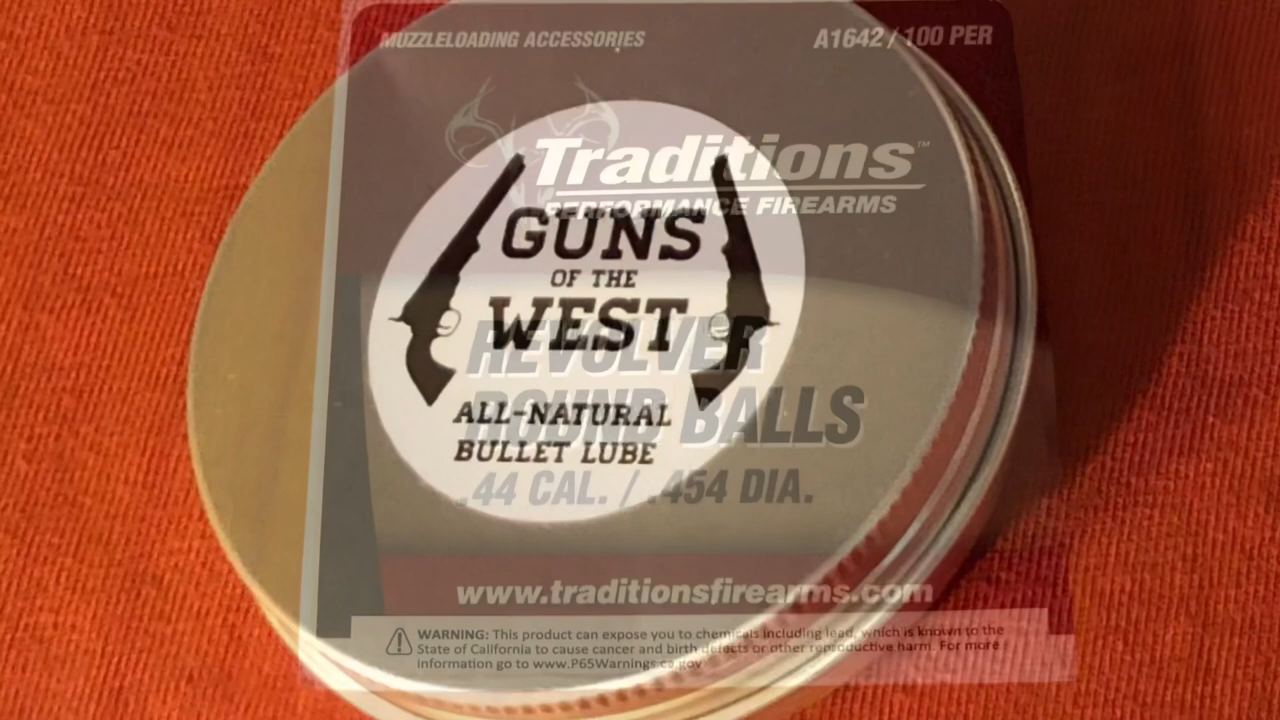 MUZZLELOADING ACCESSORIES
A1642 / 100 PER
Traditions™
PERFORMANCE FIREARMS
GUNS
OF THE
WEST
REVOLVER
ROUND BALLS
ALL-NATURAL
BULLET LUBE
.44 CAL. / .454 DIA.
www.traditionsfirearms.com
WARNING: This product can expose you to chemicals including lead, which is known to the
State of California to cause cancer and birth defects or other reproductive harm. For more
information go to www.P65Warnings.ca.gov